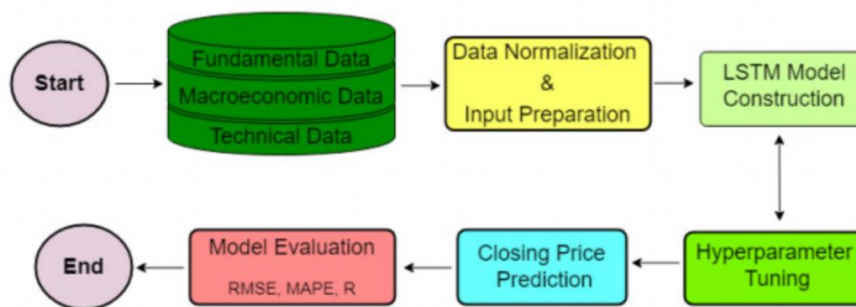 Start
Fundamental Data
Macroeconomic Data
Technical Data
Data Normalization
&
Input Preparation
LSTM Model
Construction
Hyperparameter
Tuning
Closing Price
Prediction
Model Evaluation
RMSE, MAPE, R
End